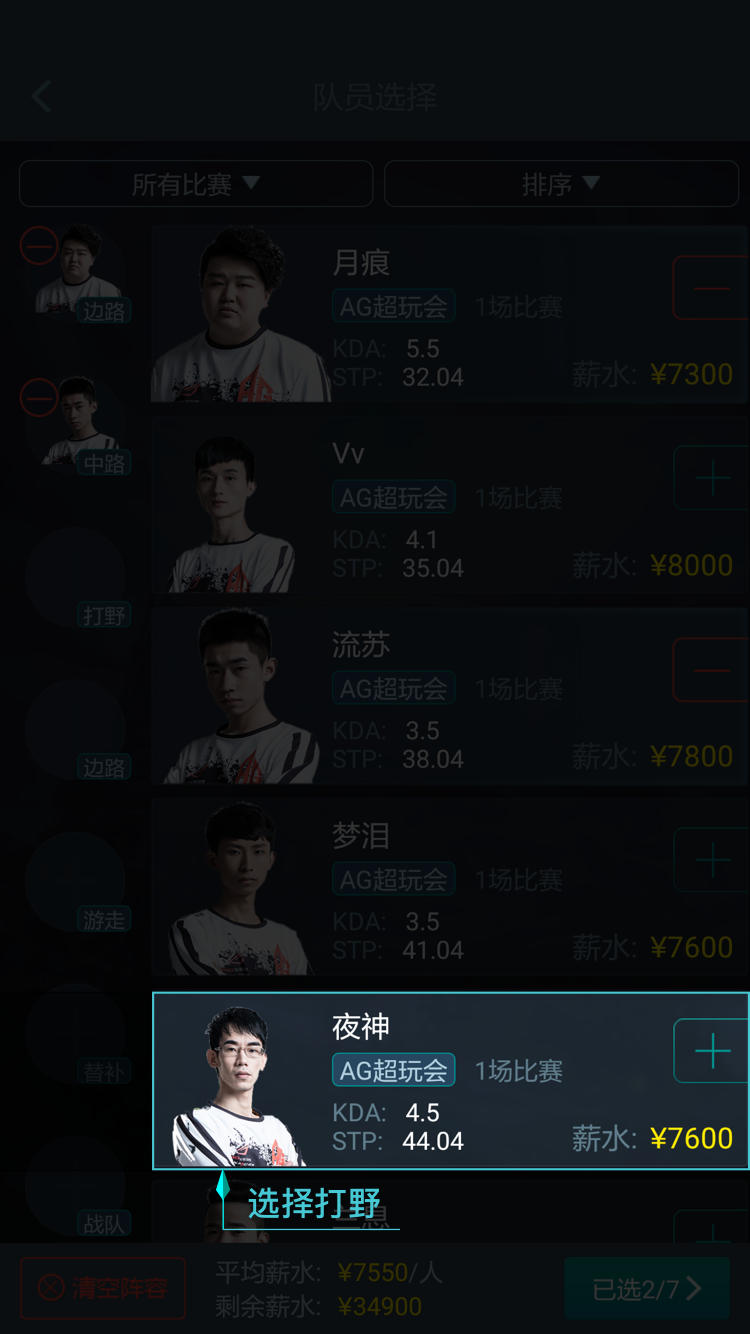 队员选择
所有比赛
排序
边路
月痕
AG超玩会 1场比赛
KDA: 5.5
STP: 32.04
薪水: ¥7300
中路
Vv
AG超玩会 1场比赛
KDA: 4.1
STP: 35.04
薪水: ¥8000
打野
流苏
AG超玩会 1场比赛
KDA: 3.5
STP: 38.04
薪水: ¥7800
边路
梦泪
AG超玩会 1场比赛
KDA: 3.5
STP: 41.04
薪水: ¥7600
游走
夜神
AG超玩会 1场比赛
KDA: 4.5
STP: 44.04
薪水: ¥7600
替补
选择打野
战队
清空阵容
平均薪水: ¥7550/人
剩余薪水: ¥34900
已选2/7